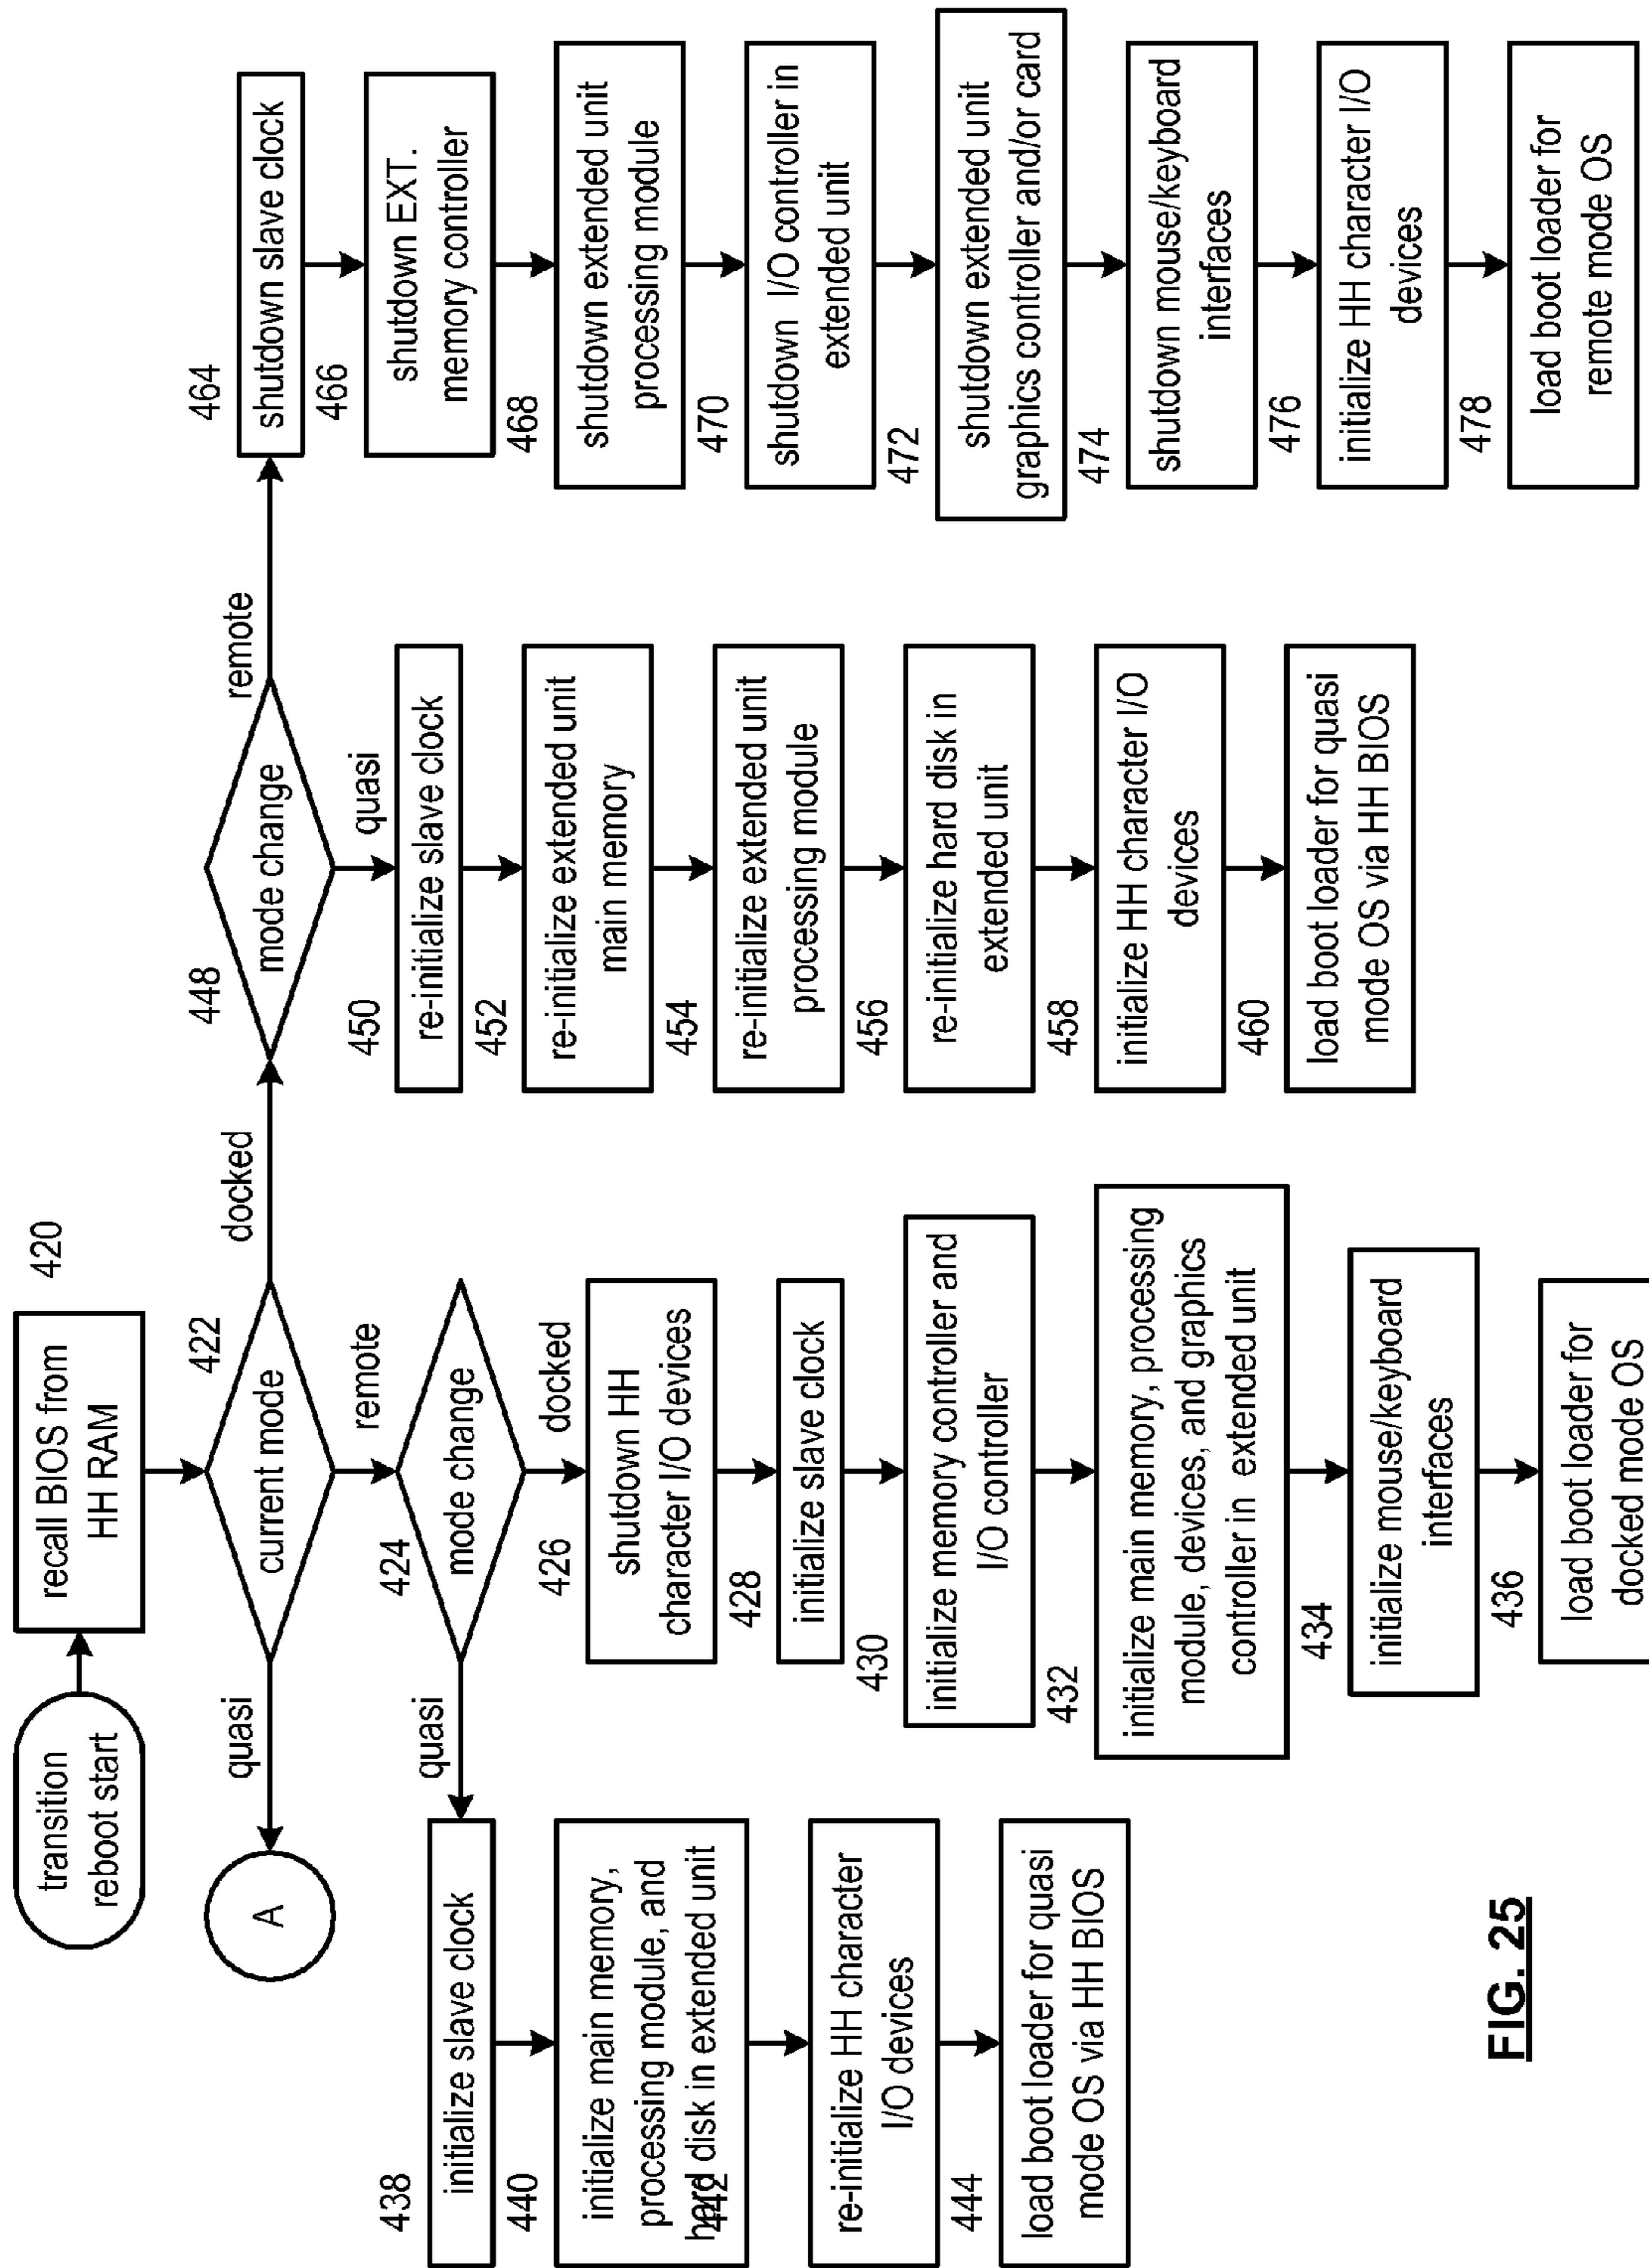 transition
reboot start
420
recall BIOS from
HH RAM
422
current mode
quasi
A
remote
docked
424
mode change
quasi
docked
438
initialize slave clock
440
initialize main memory,
processing module, and
hard disk in extended unit
442
re-initialize HH character
I/O devices
444
load boot loader for quasi
mode OS via HH BIOS
426
shutdown HH
character I/O devices
428
initialize slave clock
430
initialize memory controller and
I/O controller
432
initialize main memory, processing
module, devices, and graphics
controller in extended unit
434
initialize mouse/keyboard
interfaces
436
load boot loader for
docked mode OS
448
mode change
quasi
remote
450
re-initialize slave clock
452
re-initialize extended unit
main memory
454
re-initialize extended unit
processing module
456
re-initialize hard disk in
extended unit
458
initialize HH character I/O
devices
460
load boot loader for quasi
mode OS via HH BIOS
464
shutdown slave clock
466
shutdown EXT.
memory controller
468
shutdown extended unit
processing module
470
shutdown I/O controller in
extended unit
472
shutdown extended unit
graphics controller and/or card
474
shutdown mouse/keyboard
interfaces
476
initialize HH character I/O
devices
478
load boot loader for
remote mode OS
FIG. 25